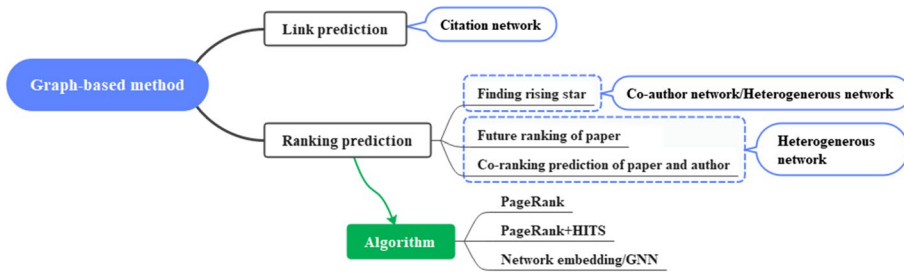 Link prediction
Citation network
Graph-based method
Finding rising star
Co-author network/Heterogenerous network
Ranking prediction
Future ranking of paper
Co-ranking prediction of paper and author
Heterogenerous
network
Algorithm
PageRank
PageRank+HITS
Network embedding/GNN